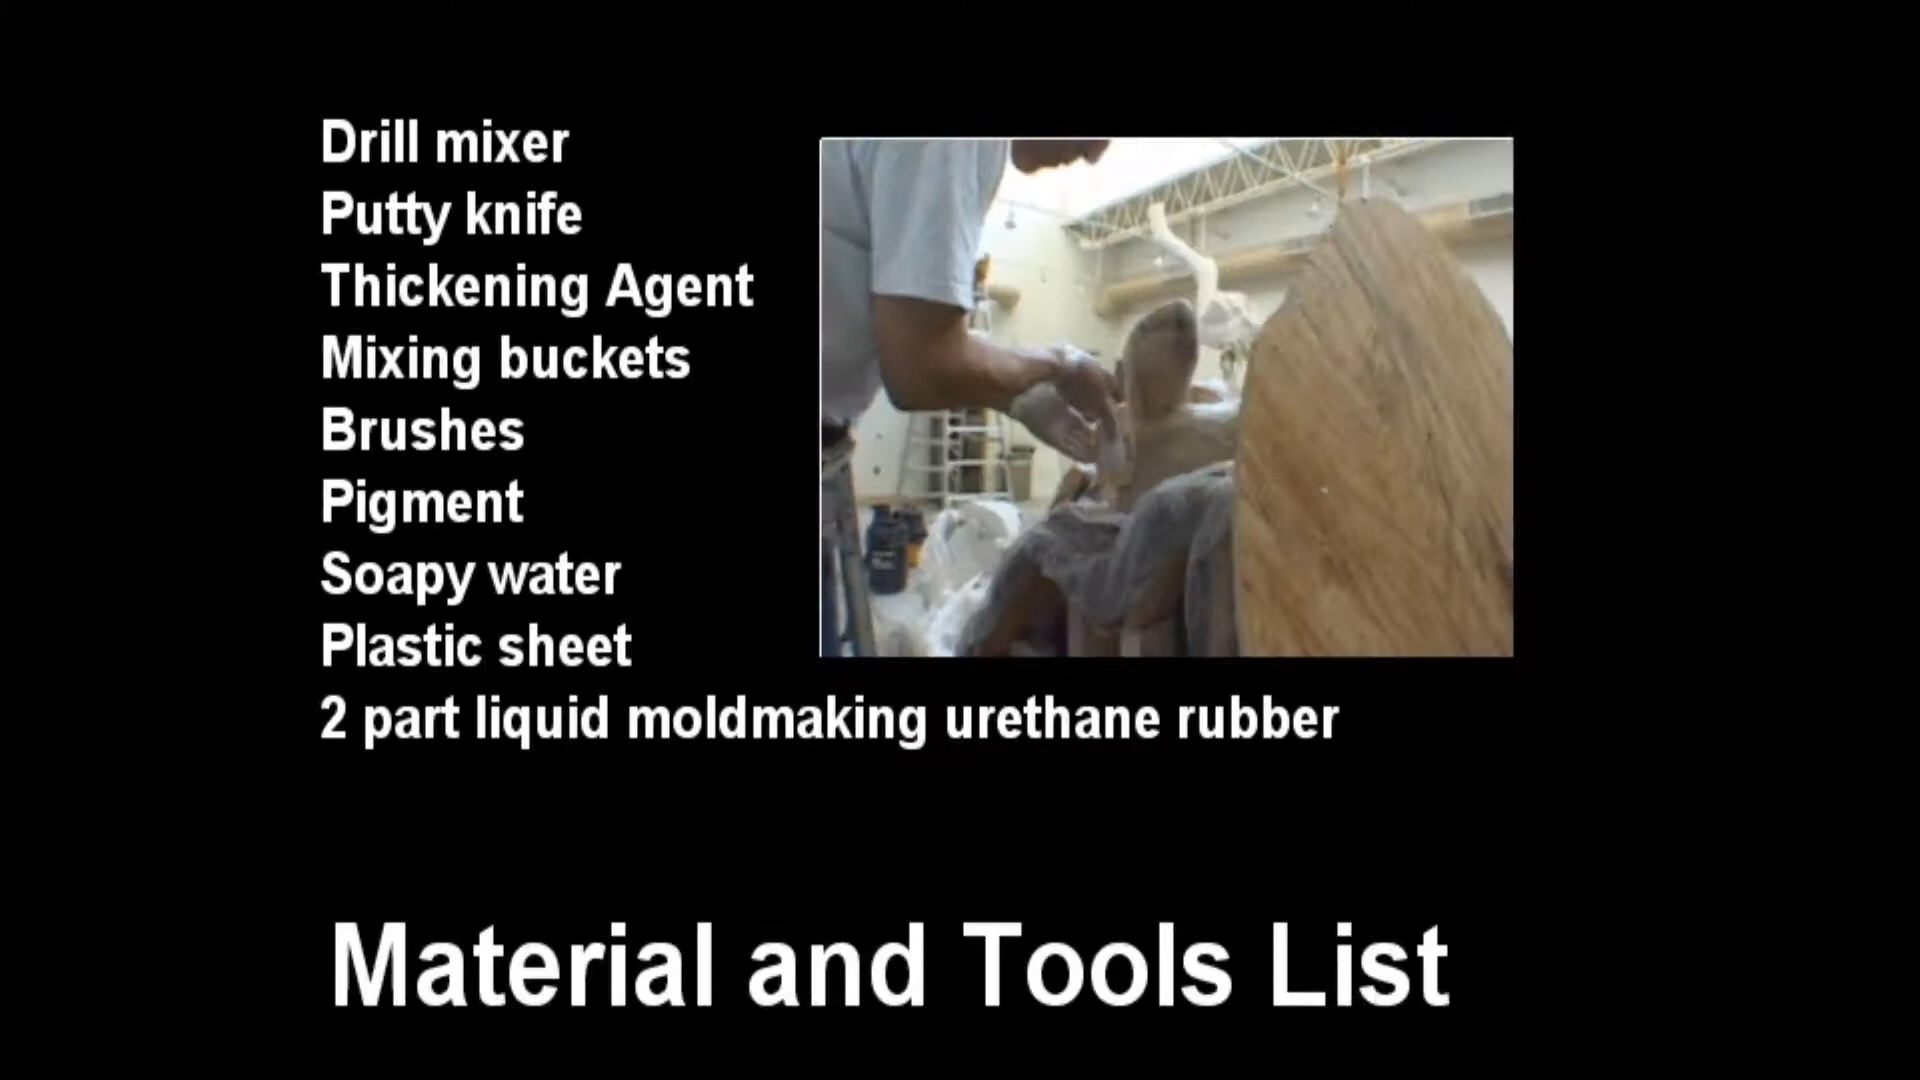 Drill mixer
Putty knife
Thickening Agent
Mixing buckets
Brushes
Pigment
Soapy water
Plastic sheet
2 part liquid moldmaking urethane rubber
Material and Tools List